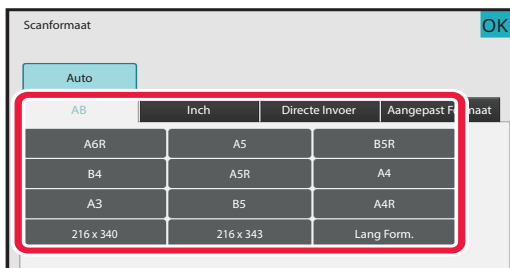 Scanformaat OK
Auto
AB Inch Directe Invoer Aangepast Formaat
A6R A5 B5R
B4 A5R A4
A3 B5 A4R
216 x 340 216 x 343 Lang Form.